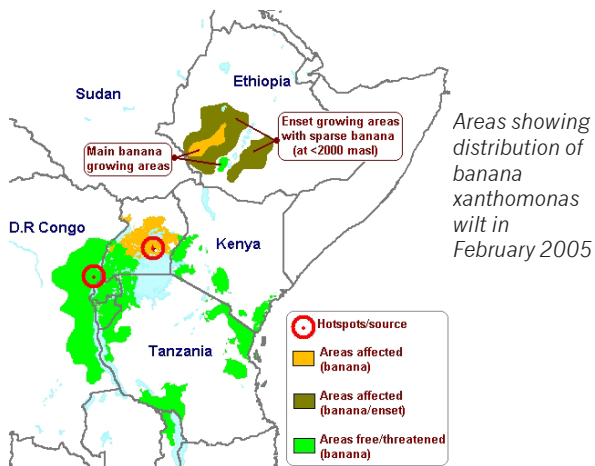 Sudan
Ethiopia
Enset growing areas
with sparse banana
(at <2000 masl)
Main banana
growing areas
D.R Congo
Kenya
Tanzania
Hotspots/source
Areas affected
(banana)
Areas affected
(banana/enset)
Areas free/threatened
(banana)
Areas showing
distribution of
banana
xanthomonas
wilt in
February 2005